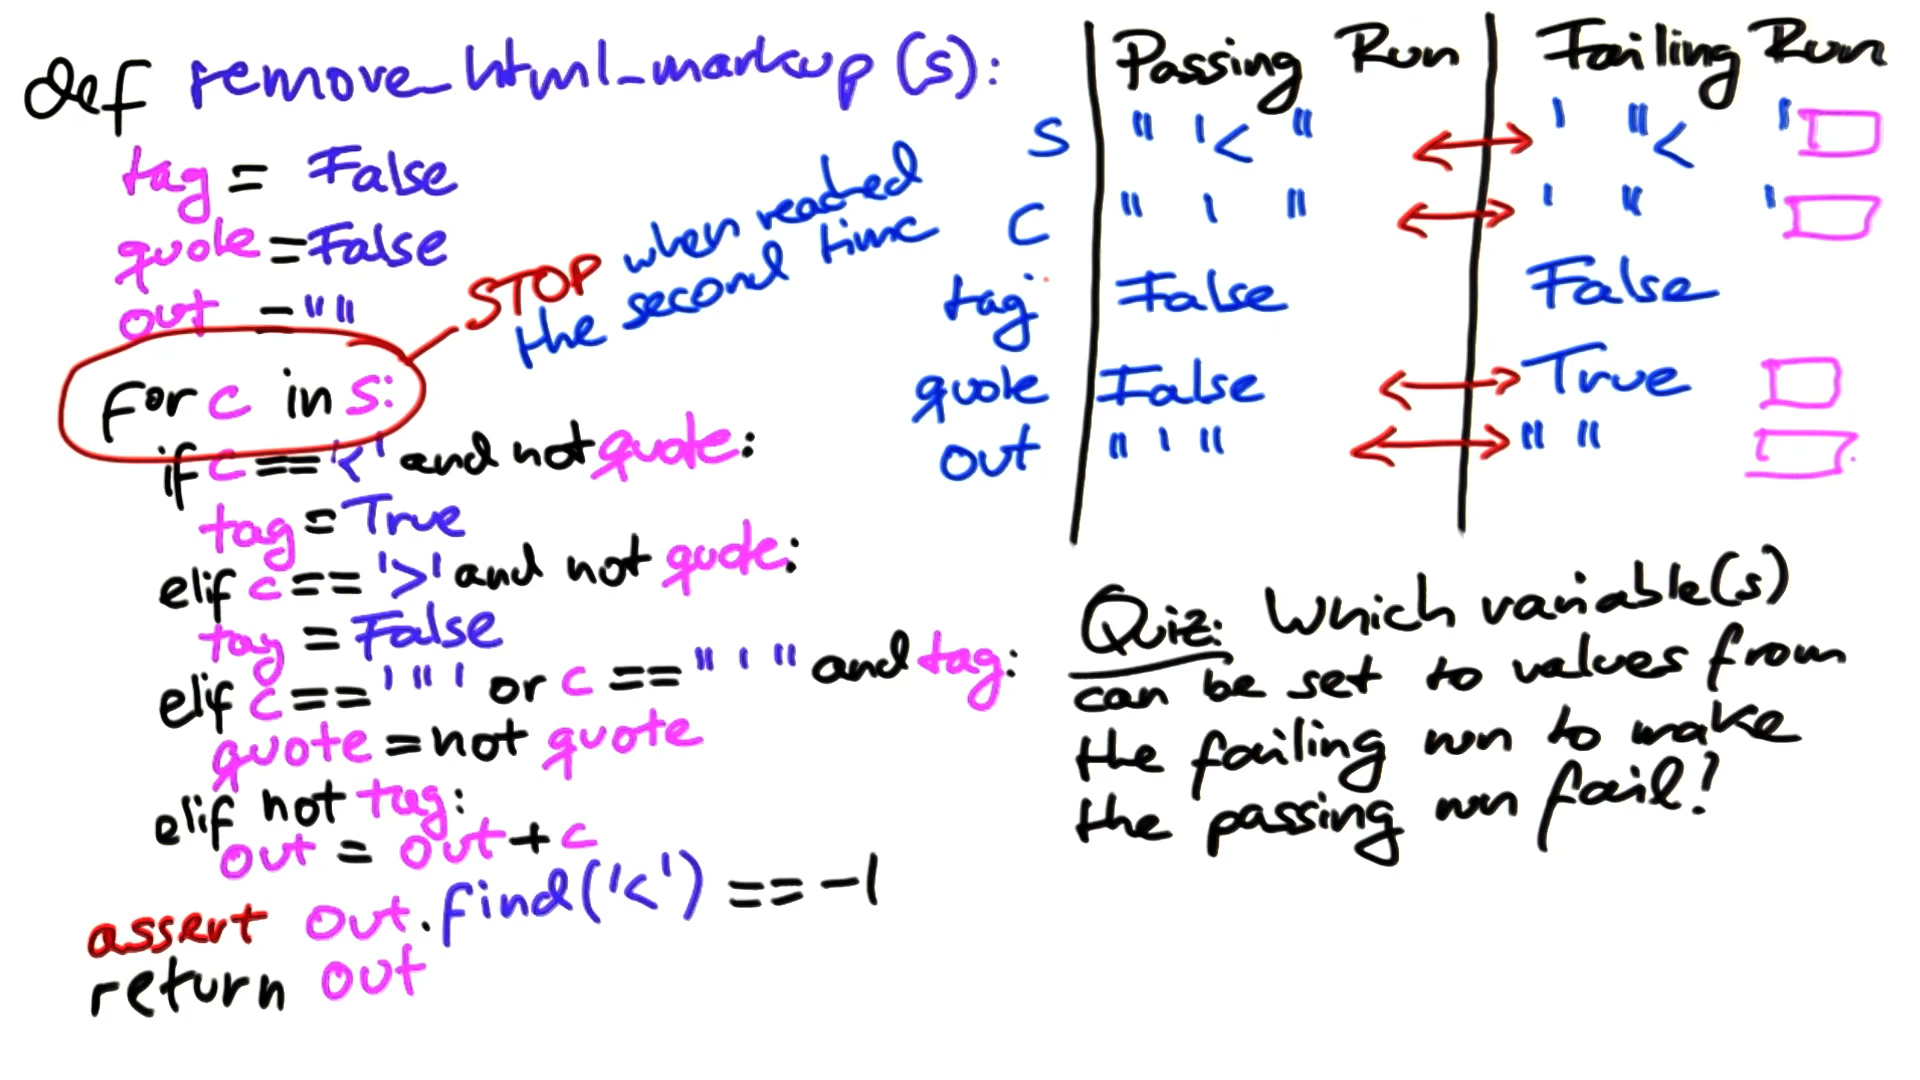 def remove_html_markup (s):
tag = False
quote = False
out = ""
for c in s:
STOP when reached
the second time
if c == '<' and not quote:
tag = True
elif c == '>' and not quote:
tag = False
elif c == '"' or c == "'" and tag:
quote = not quote
elif not tag:
out = out + c
assert out.find('<') == -1
return out
Passing Run Failing Run
s "'<" '"<'
c "'" '"'
tag False False
quote False True
out "'" ""
Quiz: Which variable(s)
can be set to values from
the failing run to make
the passing run fail?